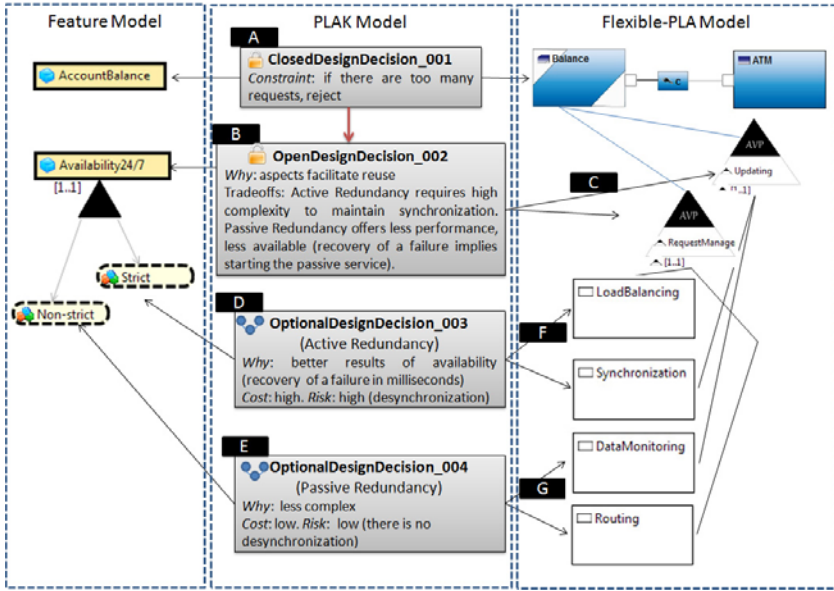 Feature Model
PLAK Model
Flexible-PLA Model
A
ClosedDesignDecision_001
Constraint: if there are too many
requests, reject
AccountBalance
Balance
C
ATM
B
OpenDesignDecision_002
Why: aspects facilitate reuse
Tradeoffs: Active Redundancy requires high
complexity to maintain synchronization.
Passive Redundancy offers less performance,
less available (recovery of a failure implies
starting the passive service).
Availability24/7
[1..1]
Strict
Non-strict
C
AVP
Updating
[1..1]
AVP
RequestManage
[1..1]
D
OptionalDesignDecision_003
(Active Redundancy)
Why: better results of availability
(recovery of a failure in milliseconds)
Cost: high. Risk: high (desynchronization)
F
LoadBalancing
Synchronization
E
OptionalDesignDecision_004
(Passive Redundancy)
Why: less complex
Cost: low. Risk: low (there is no
desynchronization)
G
DataMonitoring
Routing